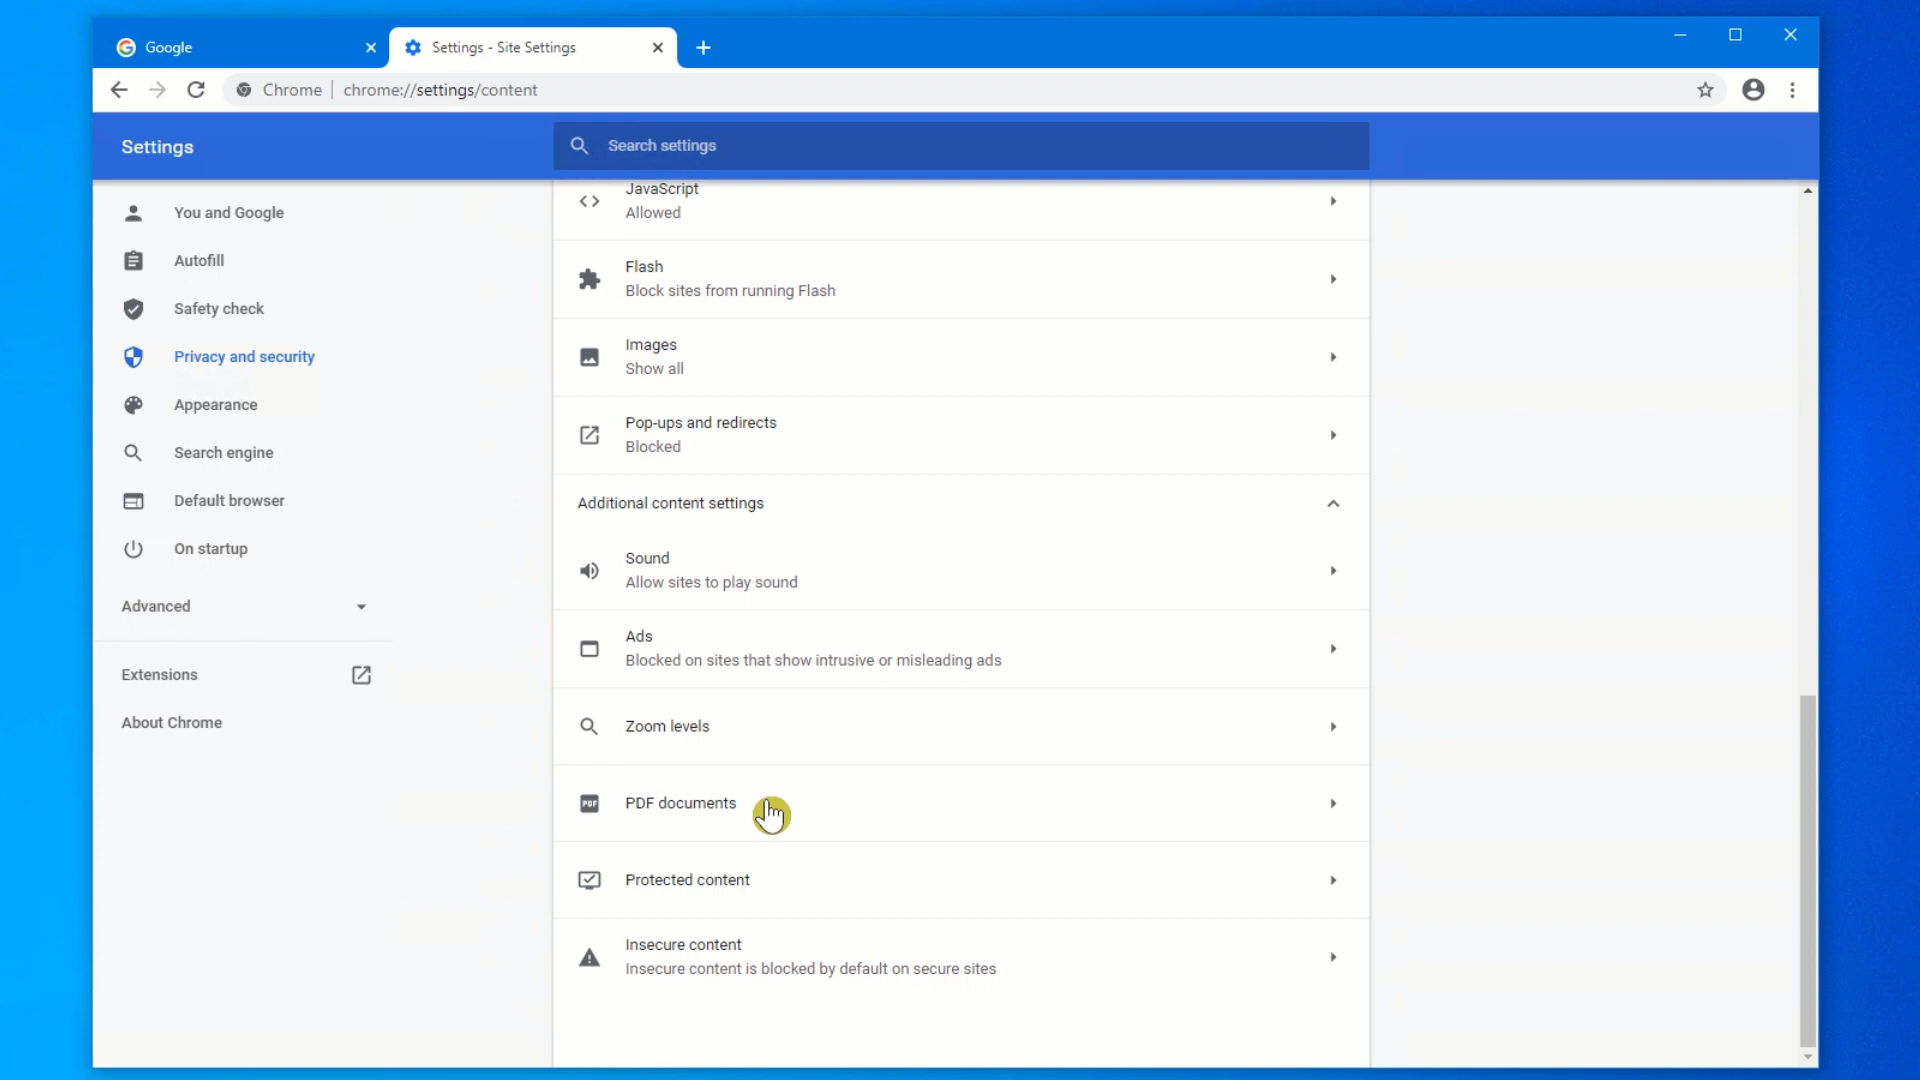 Google
Settings - Site Settings
Chrome
chrome://settings/content
Settings
Search settings
You and Google
Autofill
Safety check
Privacy and security
Appearance
Search engine
Default browser
On startup
Advanced
Extensions
About Chrome
JavaScript
Allowed
Flash
Block sites from running Flash
Images
Show all
Pop-ups and redirects
Blocked
Additional content settings
Sound
Allow sites to play sound
Ads
Blocked on sites that show intrusive or misleading ads
Zoom levels
PDF
PDF documents
Protected content
Insecure content
Insecure content is blocked by default on secure sites